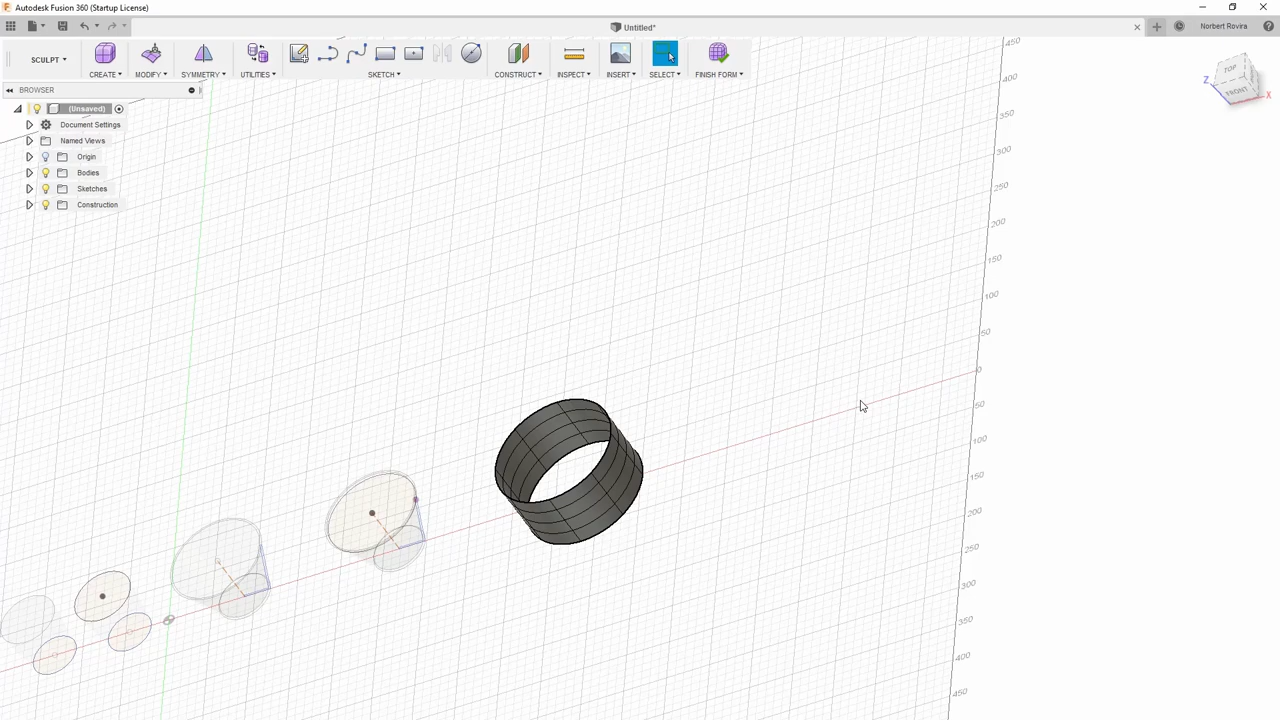 Autodesk Fusion 360 (Startup License)
Untitled*
Norbert Rovira
SCULPT
CREATE
MODIFY
SYMMETRY
UTILITIES
SKETCH
CONSTRUCT
INSPECT
INSERT
SELECT
FINISH FORM
BROWSER
(Unsaved)
Document Settings
Named Views
Origin
Bodies
Sketches
Construction
TOP
FRONT
Z
X
450
400
350
300
250
200
150
100
50
0
50
100
150
200
250
300
350
400
450